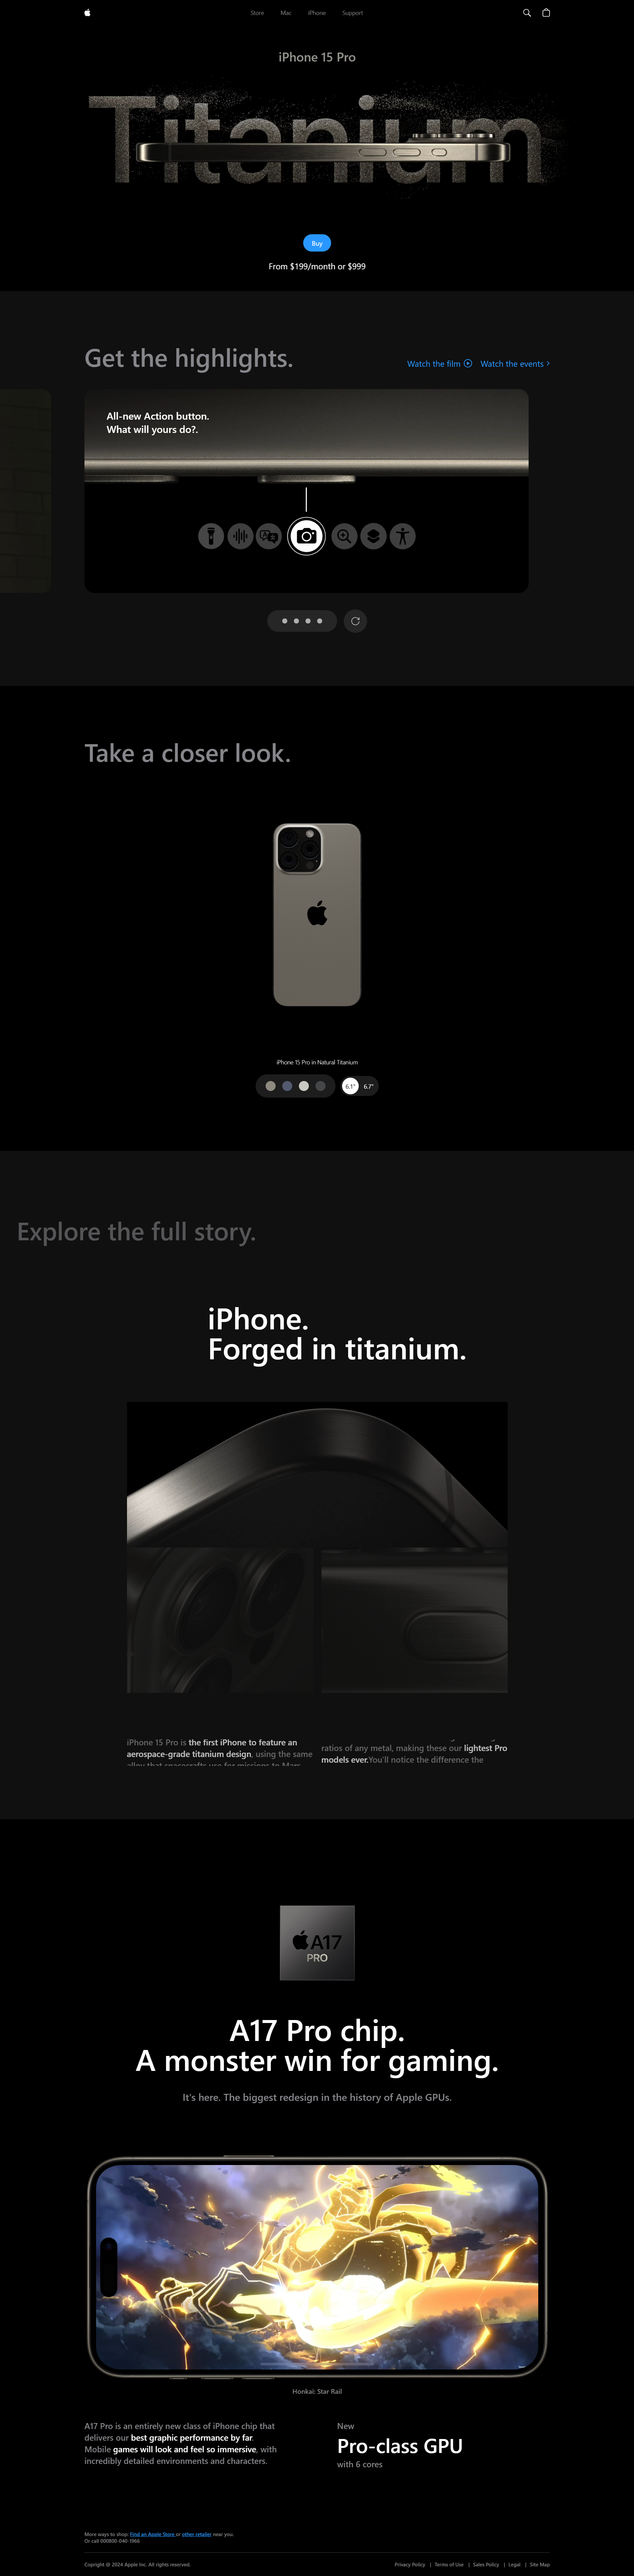 Store Mac iPhone Support
iPhone 15 Pro
Titanium
Buy
From $199/month or $999
Get the highlights.
Watch the film
Watch the events
All-new Action button.
What will yours do?.
Take a closer look.
iPhone 15 Pro in Natural Titanium
6.1" 6.7"
Explore the full story.
iPhone.
Forged in titanium.
iPhone 15 Pro is the first iPhone to feature an
aerospace-grade titanium design, using the same
alloy that spacecrafts use for missions to Mars.
ratios of any metal, making these our lightest Pro
models ever.You'll notice the difference the
A17
PRO
A17 Pro chip.
A monster win for gaming.
It's here. The biggest redesign in the history of Apple GPUs.
Honkai: Star Rail
A17 Pro is an entirely new class of iPhone chip that
delivers our best graphic performance by far.
Mobile games will look and feel so immersive, with
incredibly detailed environments and characters.
New
Pro-class GPU
with 6 cores
More ways to shop: Find an Apple Store or other retailer near you.
Or call 000800-040-1966
Copright @ 2024 Apple Inc. All rights reserved.
Privacy Policy | Terms of Use | Sales Policy | Legal | Site Map